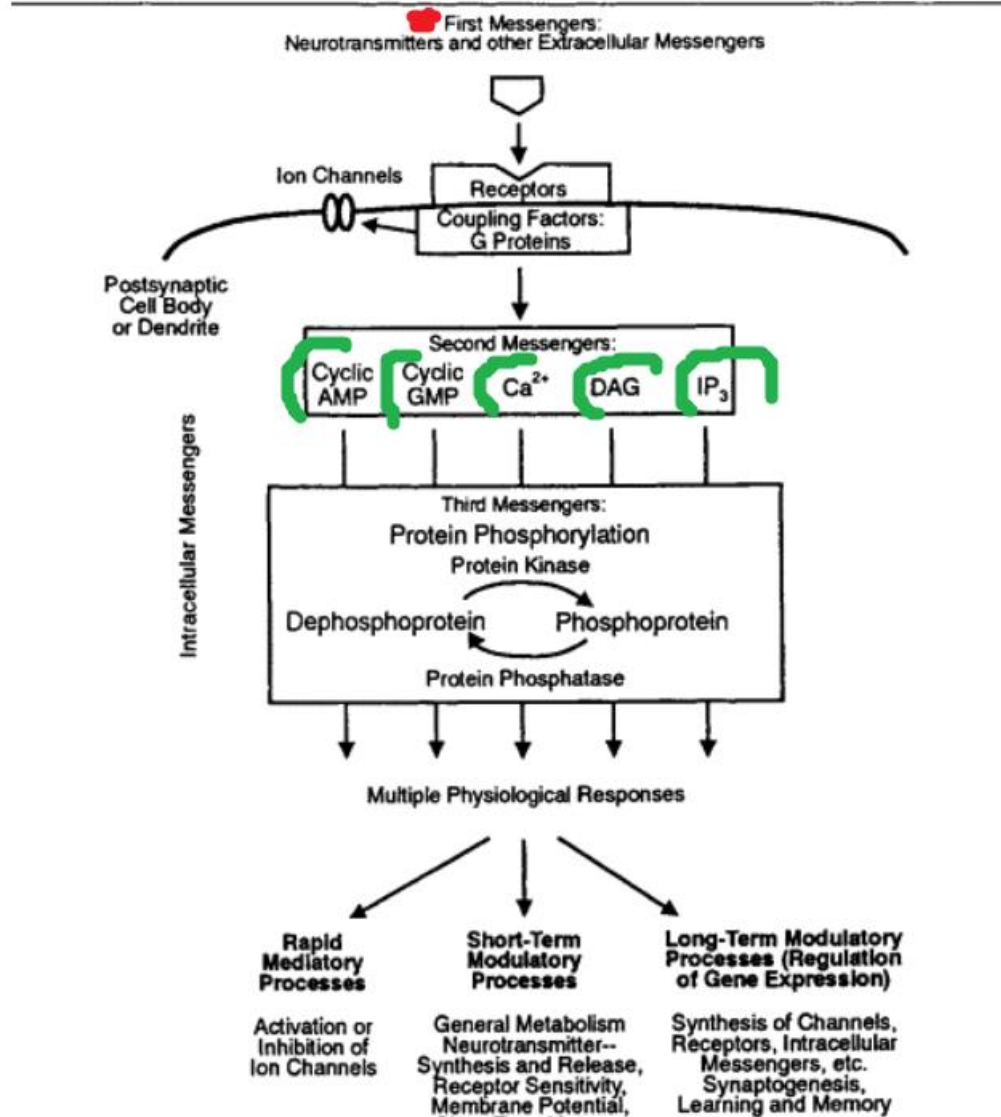 First Messengers:
Neurotransmitters and other Extracellular Messengers
Ion Channels
Receptors
Coupling Factors:
G Proteins
Postsynaptic
Cell Body
or Dendrite
Second Messengers:
Cyclic AMP
Cyclic GMP
Ca²⁺
DAG
IP₃
Intracellular Messengers
Third Messengers:
Protein Phosphorylation
Protein Kinase
Dephosphoprotein Phosphoprotein
Protein Phosphatase
Multiple Physiological Responses
Rapid
Mediatory
Processes
Activation or
Inhibition of
Ion Channels
Short-Term
Modulatory
Processes
General Metabolism
Neurotransmitter--
Synthesis and Release,
Receptor Sensitivity,
Membrane Potential,
Long-Term Modulatory
Processes (Regulation
of Gene Expression)
Synthesis of Channels,
Receptors, Intracellular
Messengers, etc.
Synaptogenesis,
Learning and Memory